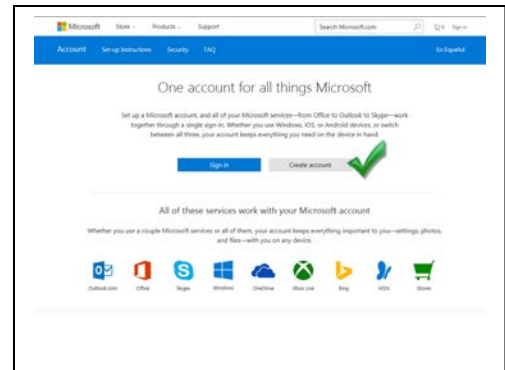 Microsoft Store Products Support Search Microsoft.com Sign in
Account Set-up Instructions Security FAQ En Español
One account for all things Microsoft
Set up a Microsoft account, and all of your Microsoft services—from Office to Outlook to Skype—work
together through a single sign-in. Whether you use Windows, iOS, or Android devices, or switch
between all three, your account keeps everything you need on the device in hand.
Sign in Create account
All of these services work with your Microsoft account
Whether you use a couple Microsoft services or all of them, your account keeps everything important to you—settings, photos,
and files—with you on any device.
Outlook.com Office Skype Windows OneDrive Xbox Live Bing MSN Stores